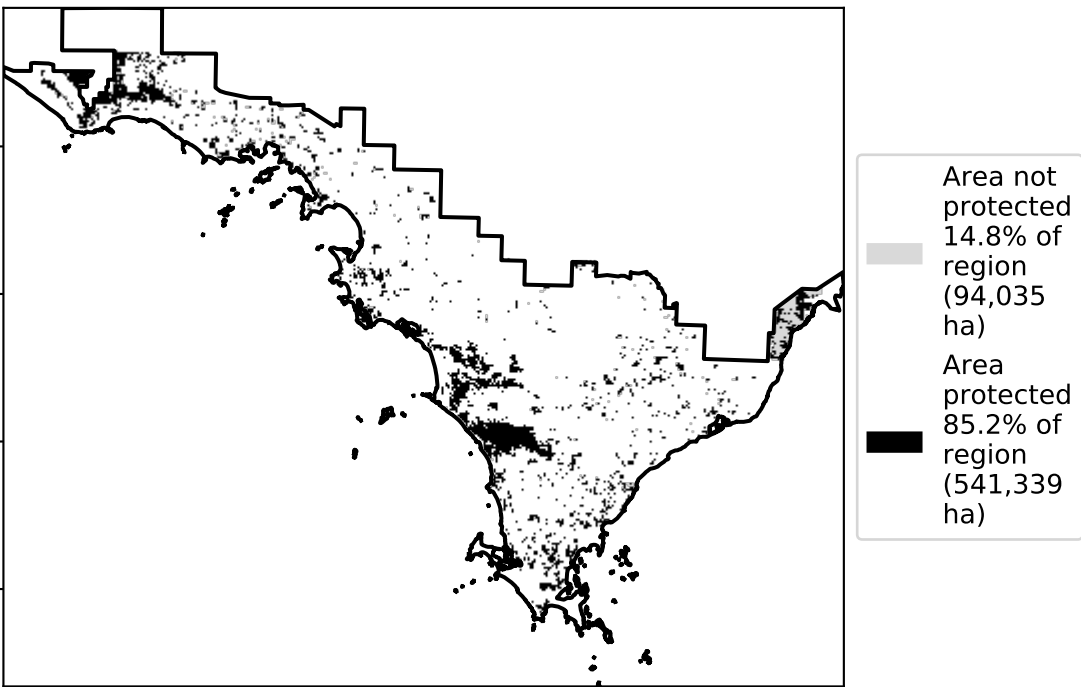 Area not
protected
14.8% of
region
(94,035
ha)
Area
protected
85.2% of
region
(541,339
ha)